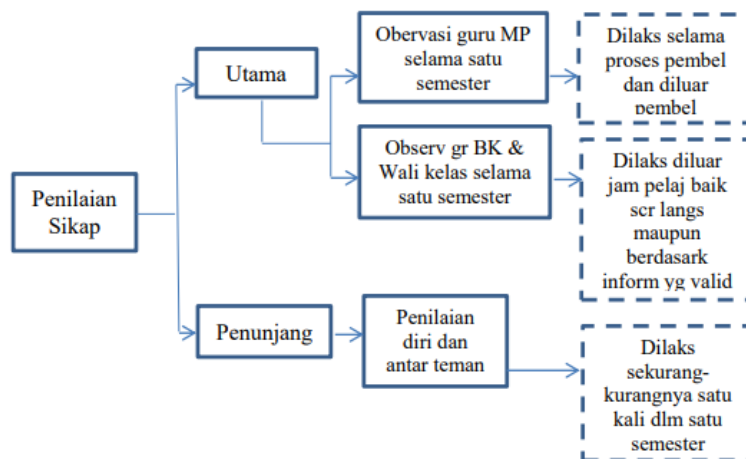 Penilaian
Sikap
Utama
Obervasi guru MP
selama satu
semester
Dilaks selama
proses pembel
dan diluar
pembel
Observ gr BK &
Wali kelas selama
satu semester
Dilaks diluar
jam pelaj baik
scr langs
maupun
berdasark
inform yg valid
Penunjang
Penilaian
diri dan
antar teman
Dilaks
sekurang-
kurangnya satu
kali dlm satu
semester